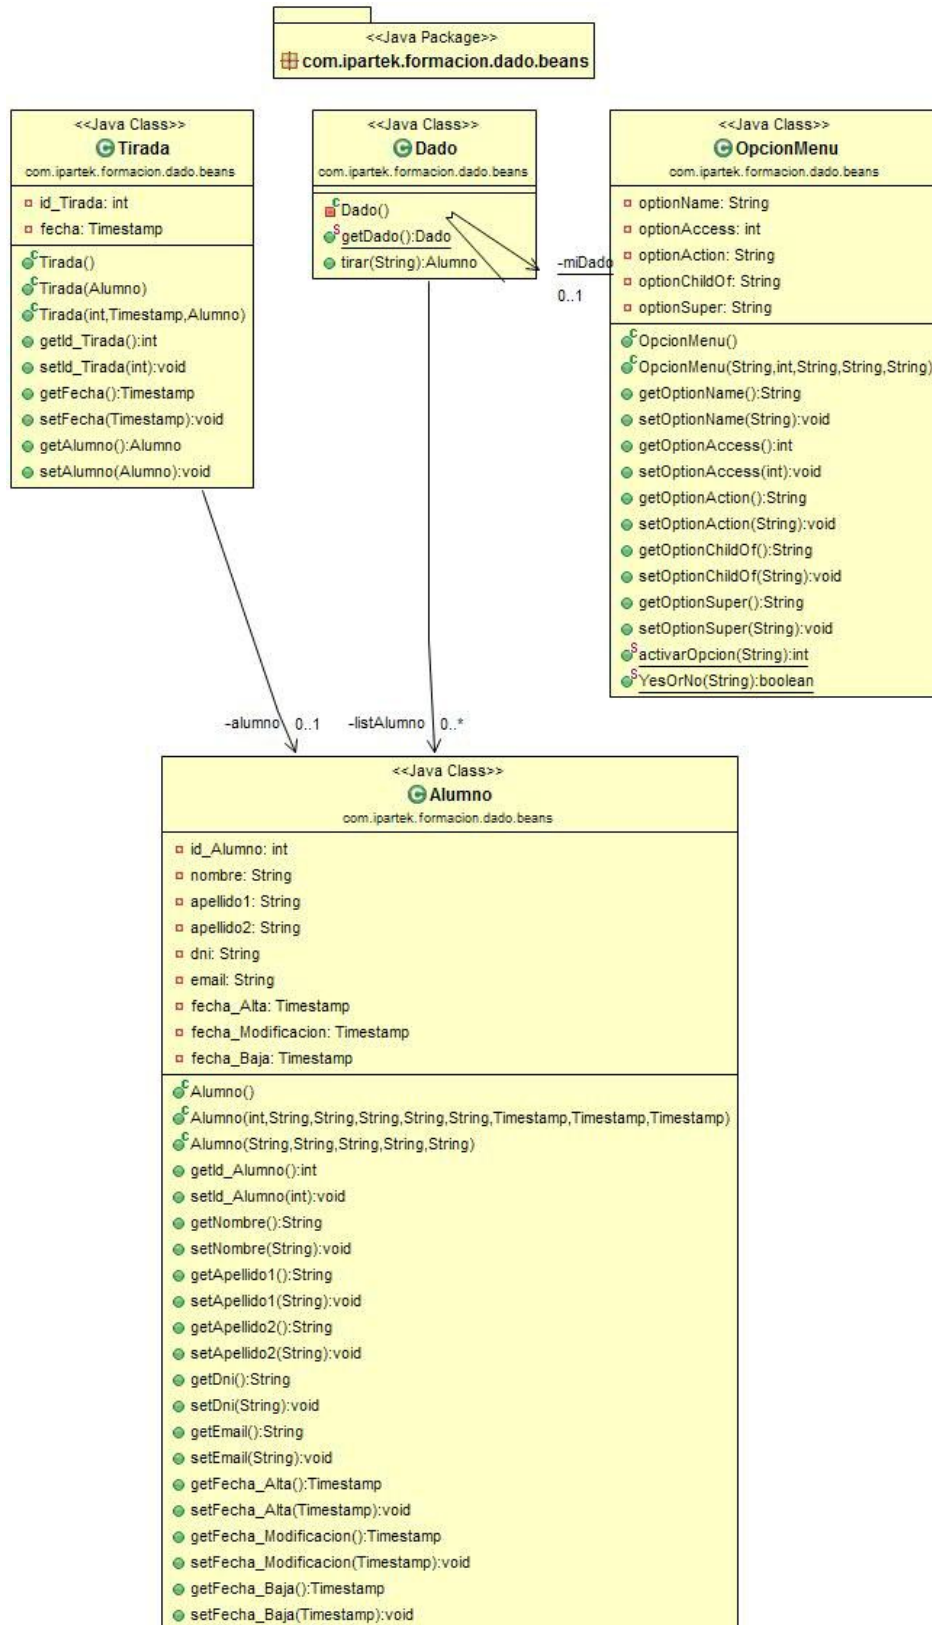 <<Java Package>>
com.ipartek.formacion.dado.beans
<<Java Class>>
Tirada
com.ipartek.formacion.dado.beans
id_Tirada: int
fecha: Timestamp
Tirada()
Tirada(Alumno)
Tirada(int,Timestamp,Alumno)
getId_Tirada():int
setId_Tirada(int):void
getFecha():Timestamp
setFecha(Timestamp):void
getAlumno():Alumno
setAlumno(Alumno):void
<<Java Class>>
Dado
com.ipartek.formacion.dado.beans
Dado()
getDado():Dado
tirar(String):Alumno
-miDado
0..1
<<Java Class>>
OpcionMenu
com.ipartek.formacion.dado.beans
optionName: String
optionAccess: int
optionAction: String
optionChildOf: String
optionSuper: String
OpcionMenu()
OpcionMenu(String,int,String,String,String)
getOptionName():String
setOptionName(String):void
getOptionAccess():int
setOptionAccess(int):void
getOptionAction():String
setOptionAction(String):void
getOptionChildOf():String
setOptionChildOf(String):void
getOptionSuper():String
setOptionSuper(String):void
activarOpcion(String):int
YesOrNo(String):boolean
-alumno 0..1
-listAlumno 0..*
<<Java Class>>
Alumno
com.ipartek.formacion.dado.beans
id_Alumno: int
nombre: String
apellido1: String
apellido2: String
dni: String
email: String
fecha_Alta: Timestamp
fecha_Modificacion: Timestamp
fecha_Baja: Timestamp
Alumno()
Alumno(int,String,String,String,String,String,Timestamp,Timestamp,Timestamp)
Alumno(String,String,String,String,String)
getId_Alumno():int
setId_Alumno(int):void
getNombre():String
setNombre(String):void
getApellido1():String
setApellido1(String):void
getApellido2():String
setApellido2(String):void
getDni():String
setDni(String):void
getEmail():String
setEmail(String):void
getFecha_Alta():Timestamp
setFecha_Alta(Timestamp):void
getFecha_Modificacion():Timestamp
setFecha_Modificacion(Timestamp):void
getFecha_Baja():Timestamp
setFecha_Baja(Timestamp):void